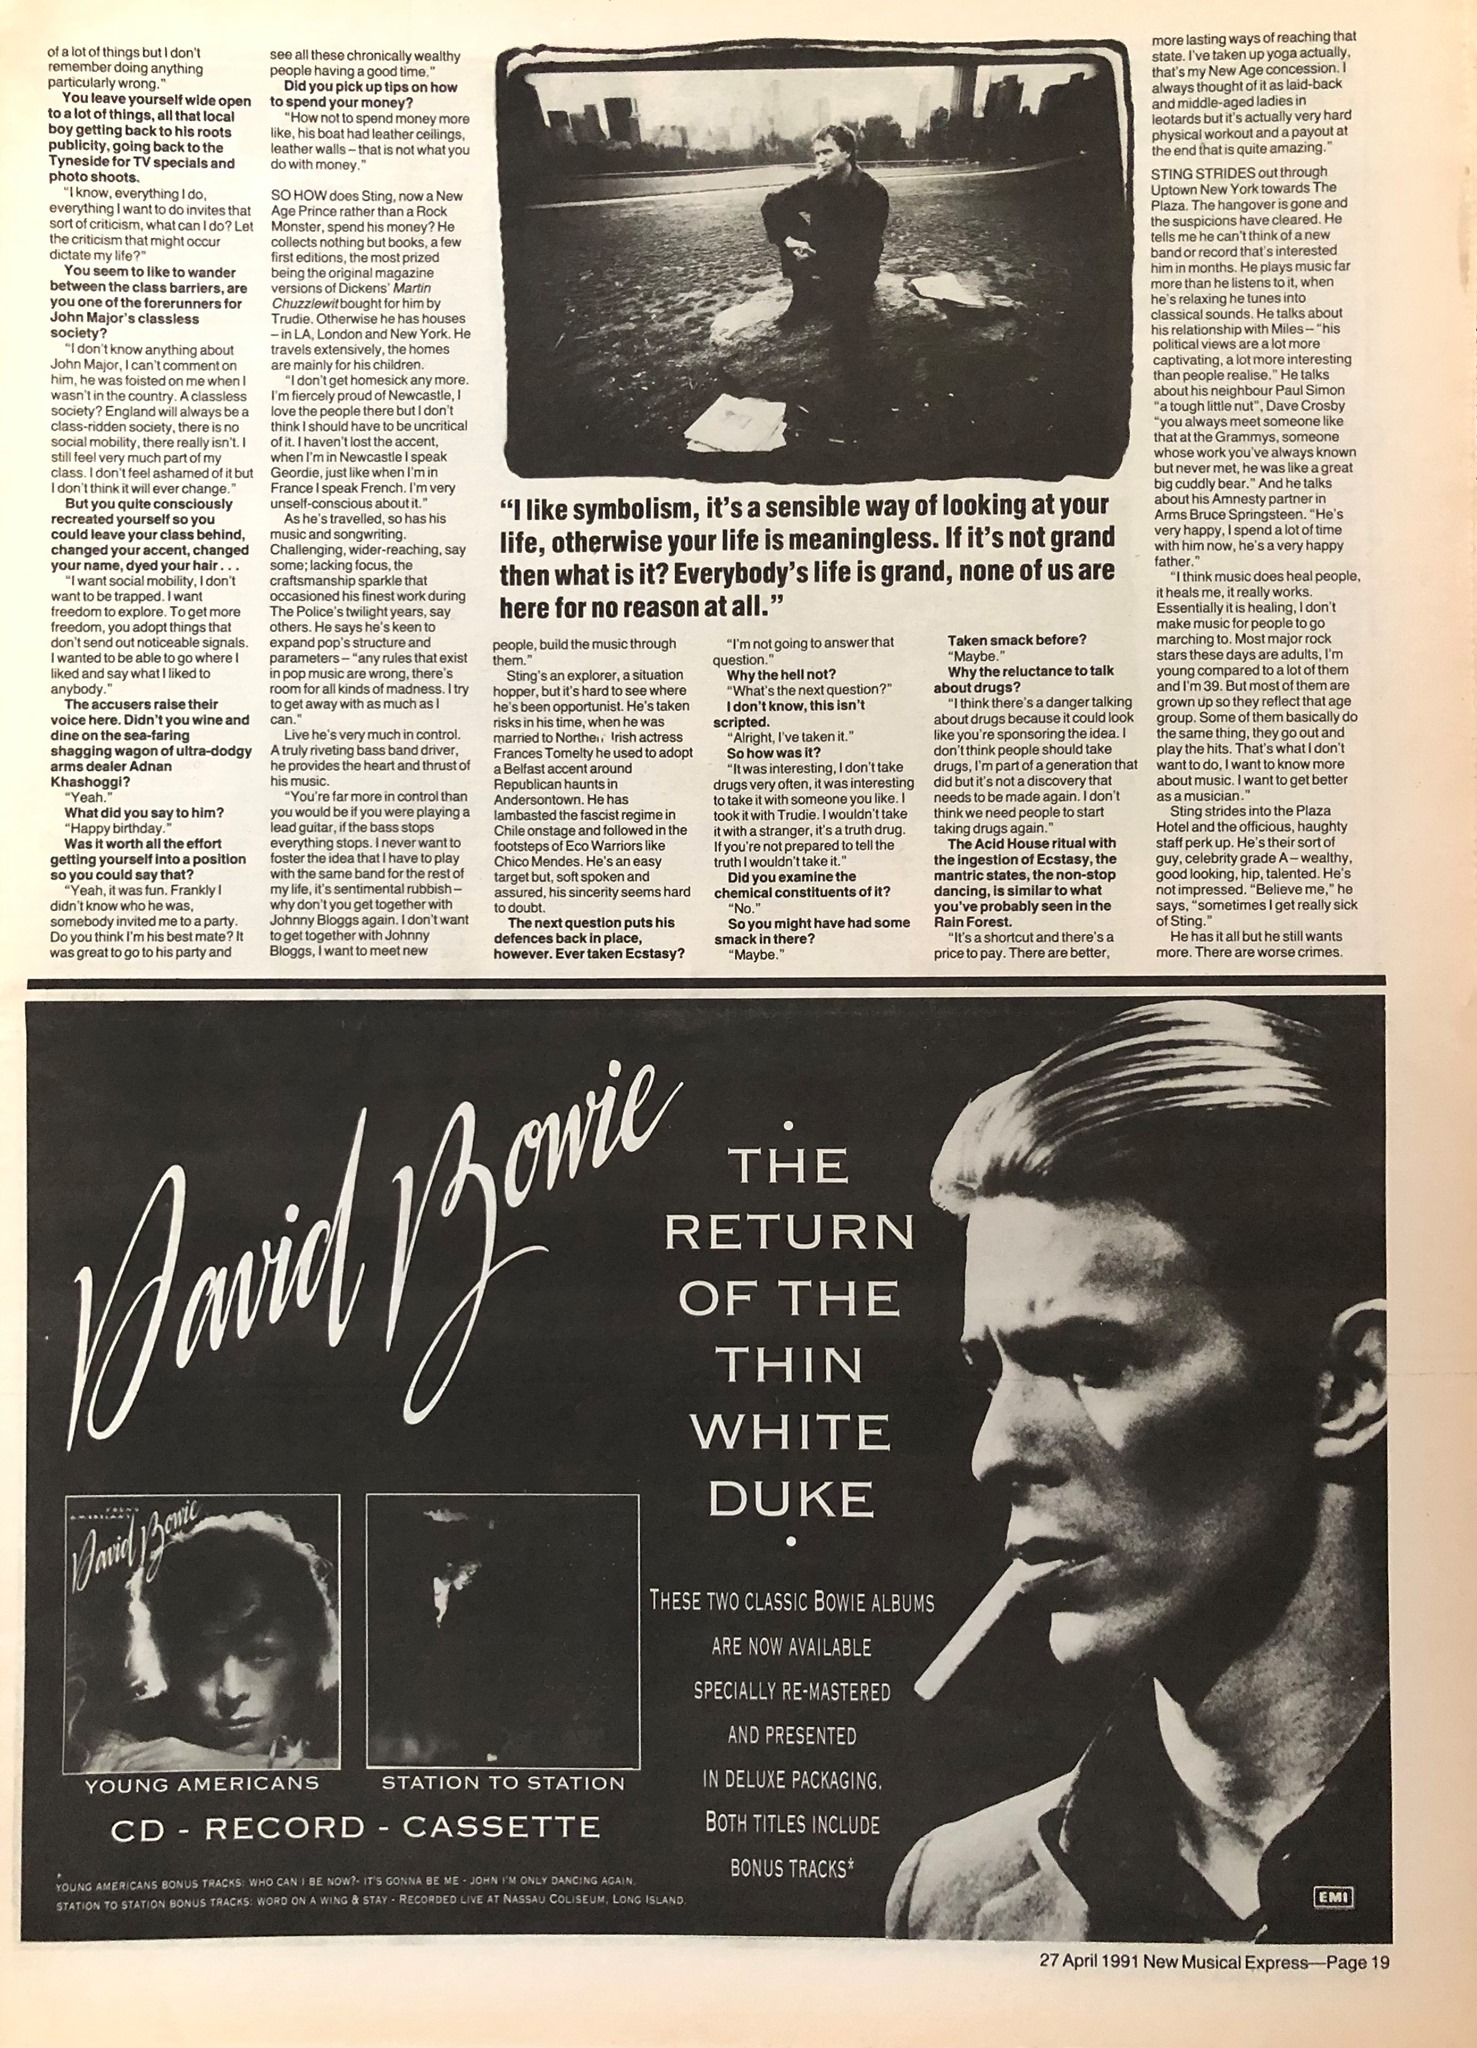 of a lot of things but I don't
remember doing anything
particularly wrong."
You leave yourself wide open
to a lot of things, all that local
boy getting back to his roots
publicity, going back to the
Tyneside for TV specials and
photo shoots.
"I know, everything I do,
everything I want to do invites that
sort of criticism, what can I do? Let
the criticism that might occur
dictate my life?"
You seem to like to wander
between the class barriers, are
you one of the forerunners for
John Major's classless
society?
"I don't know anything about
John Major, I can't comment on
him, he was foisted on me when I
wasn't in the country. A classless
society? England will always be a
class-ridden society, there is no
social mobility, there really isn't. I
still feel very much part of my
class. I don't feel ashamed of it but
I don't think it will ever change."
But you quite consciously
recreated yourself so you
could leave your class behind,
changed your accent, changed
your name, dyed your hair . . .
"I want social mobility, I don't
want to be trapped. I want
freedom to explore. To get more
freedom, you adopt things that
don't send out noticeable signals.
I wanted to be able to go where I
liked and say what I liked to
anybody."
The accusers raise their
voice here. Didn't you wine and
dine on the sea-faring
shagging wagon of ultra-dodgy
arms dealer Adnan
Khashoggi?
"Yeah."
What did you say to him?
"Happy birthday."
Was it worth all the effort
getting yourself into a position
so you could say that?
"Yeah, it was fun. Frankly I
didn't know who he was,
somebody invited me to a party.
Do you think I'm his best mate? It
was great to go to his party and
see all these chronically wealthy
people having a good time."
Did you pick up tips on how
to spend your money?
"How not to spend money more
like, his boat had leather ceilings,
leather walls – that is not what you
do with money."
SO HOW does Sting, now a New
Age Prince rather than a Rock
Monster, spend his money? He
collects nothing but books, a few
first editions, the most prized
being the original magazine
versions of Dickens' Martin
Chuzzlewit bought for him by
Trudie. Otherwise he has houses
– in LA, London and New York. He
travels extensively, the homes
are mainly for his children.
"I don't get homesick any more.
I'm fiercely proud of Newcastle, I
love the people there but I don't
think I should have to be uncritical
of it. I haven't lost the accent,
when I'm in Newcastle I speak
Geordie, just like when I'm in
France I speak French. I'm very
unself-conscious about it."
As he's travelled, so has his
music and songwriting.
Challenging, wider-reaching, say
some; lacking focus, the
craftsmanship sparkle that
occasioned his finest work during
The Police's twilight years, say
others. He says he's keen to
expand pop's structure and
parameters – "any rules that exist
in pop music are wrong, there's
room for all kinds of madness. I try
to get away with as much as I
can."
Live he's very much in control.
A truly riveting bass band driver,
he provides the heart and thrust of
his music.
"You're far more in control than
you would be if you were playing a
lead guitar, if the bass stops
everything stops. I never want to
foster the idea that I have to play
with the same band for the rest of
my life, it's sentimental rubbish –
why don't you get together with
Johnny Bloggs again. I don't want
to get together with Johnny
Bloggs, I want to meet new
"I like symbolism, it's a sensible way of looking at your
life, otherwise your life is meaningless. If it's not grand
then what is it? Everybody's life is grand, none of us are
here for no reason at all."
people, build the music through
them."
Sting's an explorer, a situation
hopper, but it's hard to see where
he's been opportunist. He's taken
risks in his time, when he was
married to Northern Irish actress
Frances Tomelty he used to adopt
a Belfast accent around
Republican haunts in
Andersontown. He has
lambasted the fascist regime in
Chile onstage and followed in the
footsteps of Eco Warriors like
Chico Mendes. He's an easy
target but, soft spoken and
assured, his sincerity seems hard
to doubt.
The next question puts his
defences back in place,
however. Ever taken Ecstasy?
"I'm not going to answer that
question."
Why the hell not?
"What's the next question?"
I don't know, this isn't
scripted.
"Alright, I've taken it."
So how was it?
"It was interesting, I don't take
drugs very often, it was interesting
to take it with someone you like. I
took it with Trudie. I wouldn't take
it with a stranger, it's a truth drug.
If you're not prepared to tell the
truth I wouldn't take it."
Did you examine the
chemical constituents of it?
"No."
So you might have had some
smack in there?
"Maybe."
Taken smack before?
"Maybe."
Why the reluctance to talk
about drugs?
"I think there's a danger talking
about drugs because it could look
like you're sponsoring the idea. I
don't think people should take
drugs, I'm part of a generation that
did but it's not a discovery that
needs to be made again. I don't
think we need people to start
taking drugs again."
The Acid House ritual with
the ingestion of Ecstasy, the
mantric states, the non-stop
dancing, is similar to what
you've probably seen in the
Rain Forest.
"It's a shortcut and there's a
price to pay. There are better,
more lasting ways of reaching that
state. I've taken up yoga actually,
that's my New Age concession. I
always thought of it as laid-back
and middle-aged ladies in
leotards but it's actually very hard
physical workout and a payout at
the end that is quite amazing."
STING STRIDES out through
Uptown New York towards The
Plaza. The hangover is gone and
the suspicions have cleared. He
tells me he can't think of a new
band or record that's interested
him in months. He plays music far
more than he listens to it, when
he's relaxing he tunes into
classical sounds. He talks about
his relationship with Miles – "his
political views are a lot more
captivating, a lot more interesting
than people realise." He talks
about his neighbour Paul Simon
"a tough little nut", Dave Crosby
"you always meet someone like
that at the Grammys, someone
whose work you've always known
but never met, he was like a great
big cuddly bear." And he talks
about his Amnesty partner in
Arms Bruce Springsteen. "He's
very happy, I spend a lot of time
with him now, he's a very happy
father."
"I think music does heal people,
it heals me, it really works.
Essentially it is healing, I don't
make music for people to go
marching to. Most major rock
stars these days are adults, I'm
young compared to a lot of them
and I'm 39. But most of them are
grown up so they reflect that age
group. Some of them basically do
the same thing, they go out and
play the hits. That's what I don't
want to do, I want to know more
about music. I want to get better
as a musician."
Sting strides into the Plaza
Hotel and the officious, haughty
staff perk up. He's their sort of
guy, celebrity grade A – wealthy,
good looking, hip, talented. He's
not impressed. "Believe me," he
says, "sometimes I get really sick
of Sting."
He has it all but he still wants
more. There are worse crimes.
David Bowie
THE
RETURN
OF THE
THIN
WHITE
DUKE
YOUNG
AMERICANS
David Bowie
YOUNG AMERICANS
STATION TO STATION
CD - RECORD - CASSETTE
THESE TWO CLASSIC BOWIE ALBUMS
ARE NOW AVAILABLE
SPECIALLY RE-MASTERED
AND PRESENTED
IN DELUXE PACKAGING.
BOTH TITLES INCLUDE
BONUS TRACKS*
*YOUNG AMERICANS BONUS TRACKS: WHO CAN I BE NOW?- IT'S GONNA BE ME - JOHN I'M ONLY DANCING AGAIN.
STATION TO STATION BONUS TRACKS: WORD ON A WING & STAY - RECORDED LIVE AT NASSAU COLISEUM, LONG ISLAND.
EMI
27 April 1991 New Musical Express—Page 19